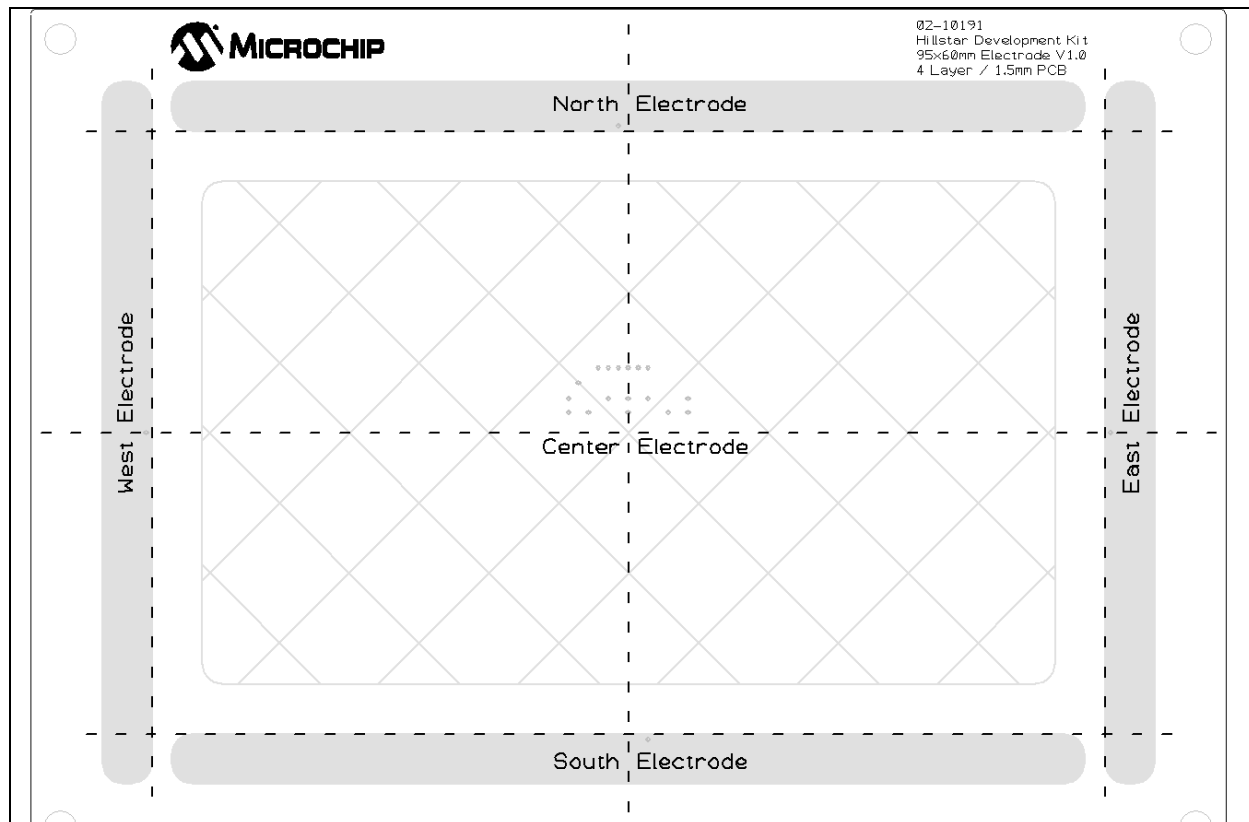 MICROCHIP
02-10191
Hillstar Development Kit
95x60mm Electrode V1.0
4 Layer / 1.5mm PCB
North Electrode
West Electrode
Center Electrode
East Electrode
South Electrode